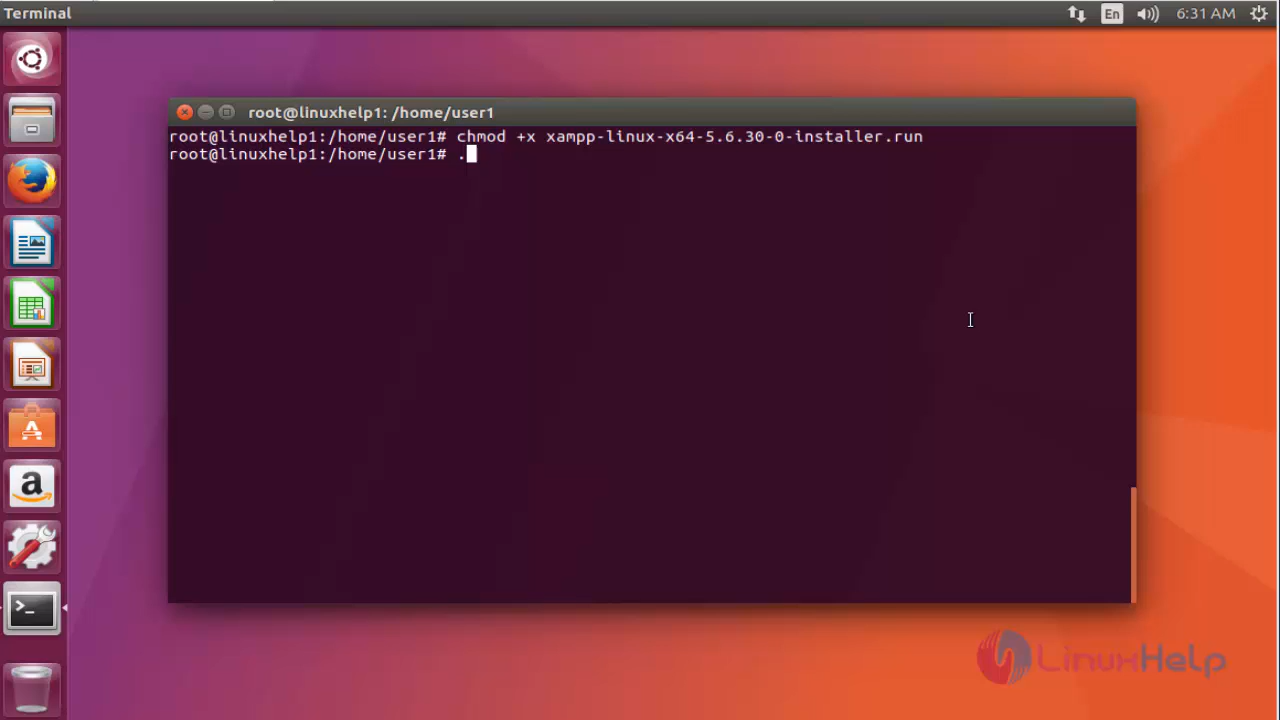 Terminal
En
6:31 AM
root@linuxhelp1: /home/user1
root@linuxhelp1:/home/user1# chmod +x xampp-linux-x64-5.6.30-0-installer.run
root@linuxhelp1:/home/user1# .
A
a
>_
LinuxHelp